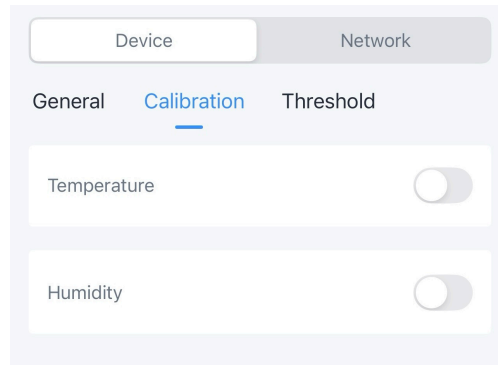 Device Network
General Calibration Threshold
Temperature
Humidity